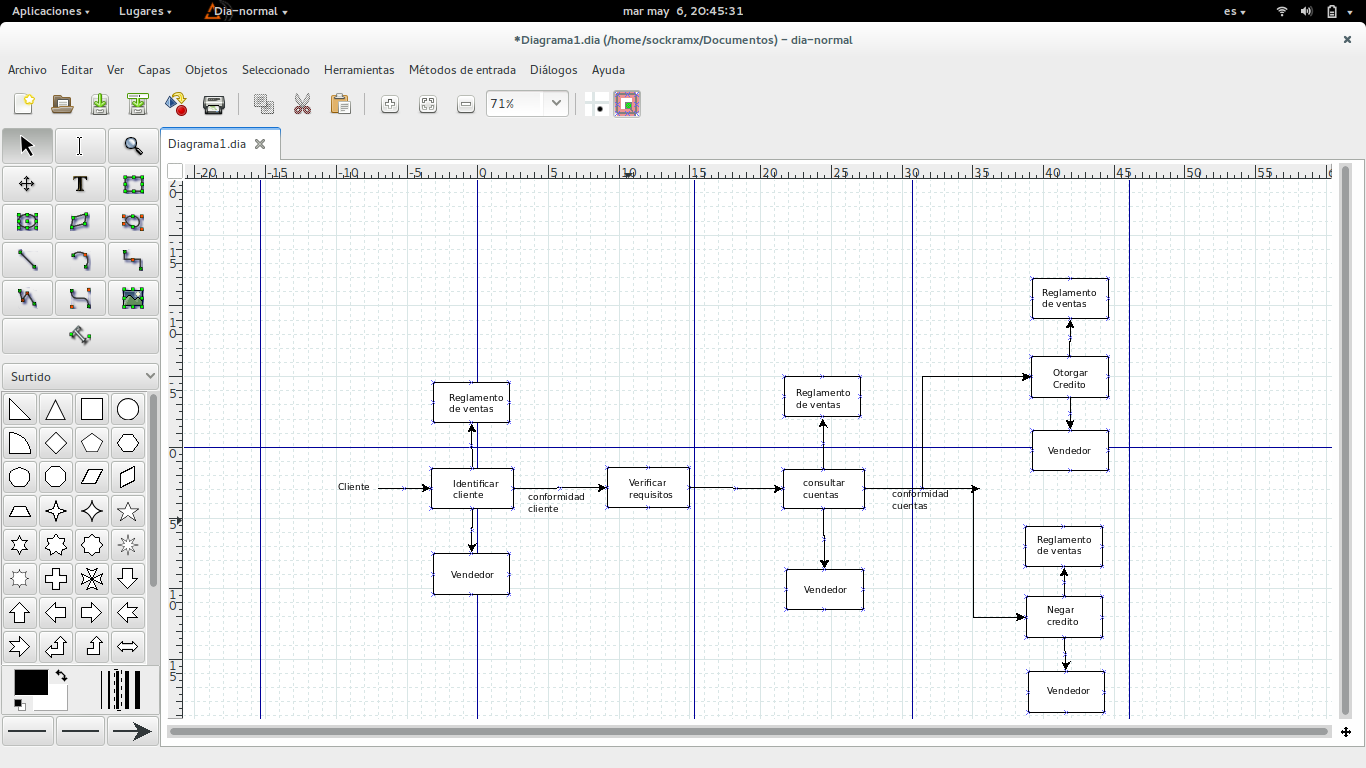 Aplicaciones Lugares Dia-normal mar may 6, 20:45:31 es
*Diagrama1.dia (/home/sockramx/Documentos) – dia-normal
Archivo Editar Ver Capas Objetos Seleccionado Herramientas Métodos de entrada Diálogos Ayuda
71%
Diagrama1.dia
-20 -15 -10 -5 0 5 10 15 20 25 30 35 40 45 50 55
Surtido
Reglamento
de ventas
Otorgar
Credito
Vendedor
Reglamento
de ventas
Reglamento
de ventas
Cliente
Identificar
cliente
conformidad
cliente
Verificar
requisitos
consultar
cuentas
conformidad
cuentas
Vendedor
Vendedor
Reglamento
de ventas
Negar
credito
Vendedor